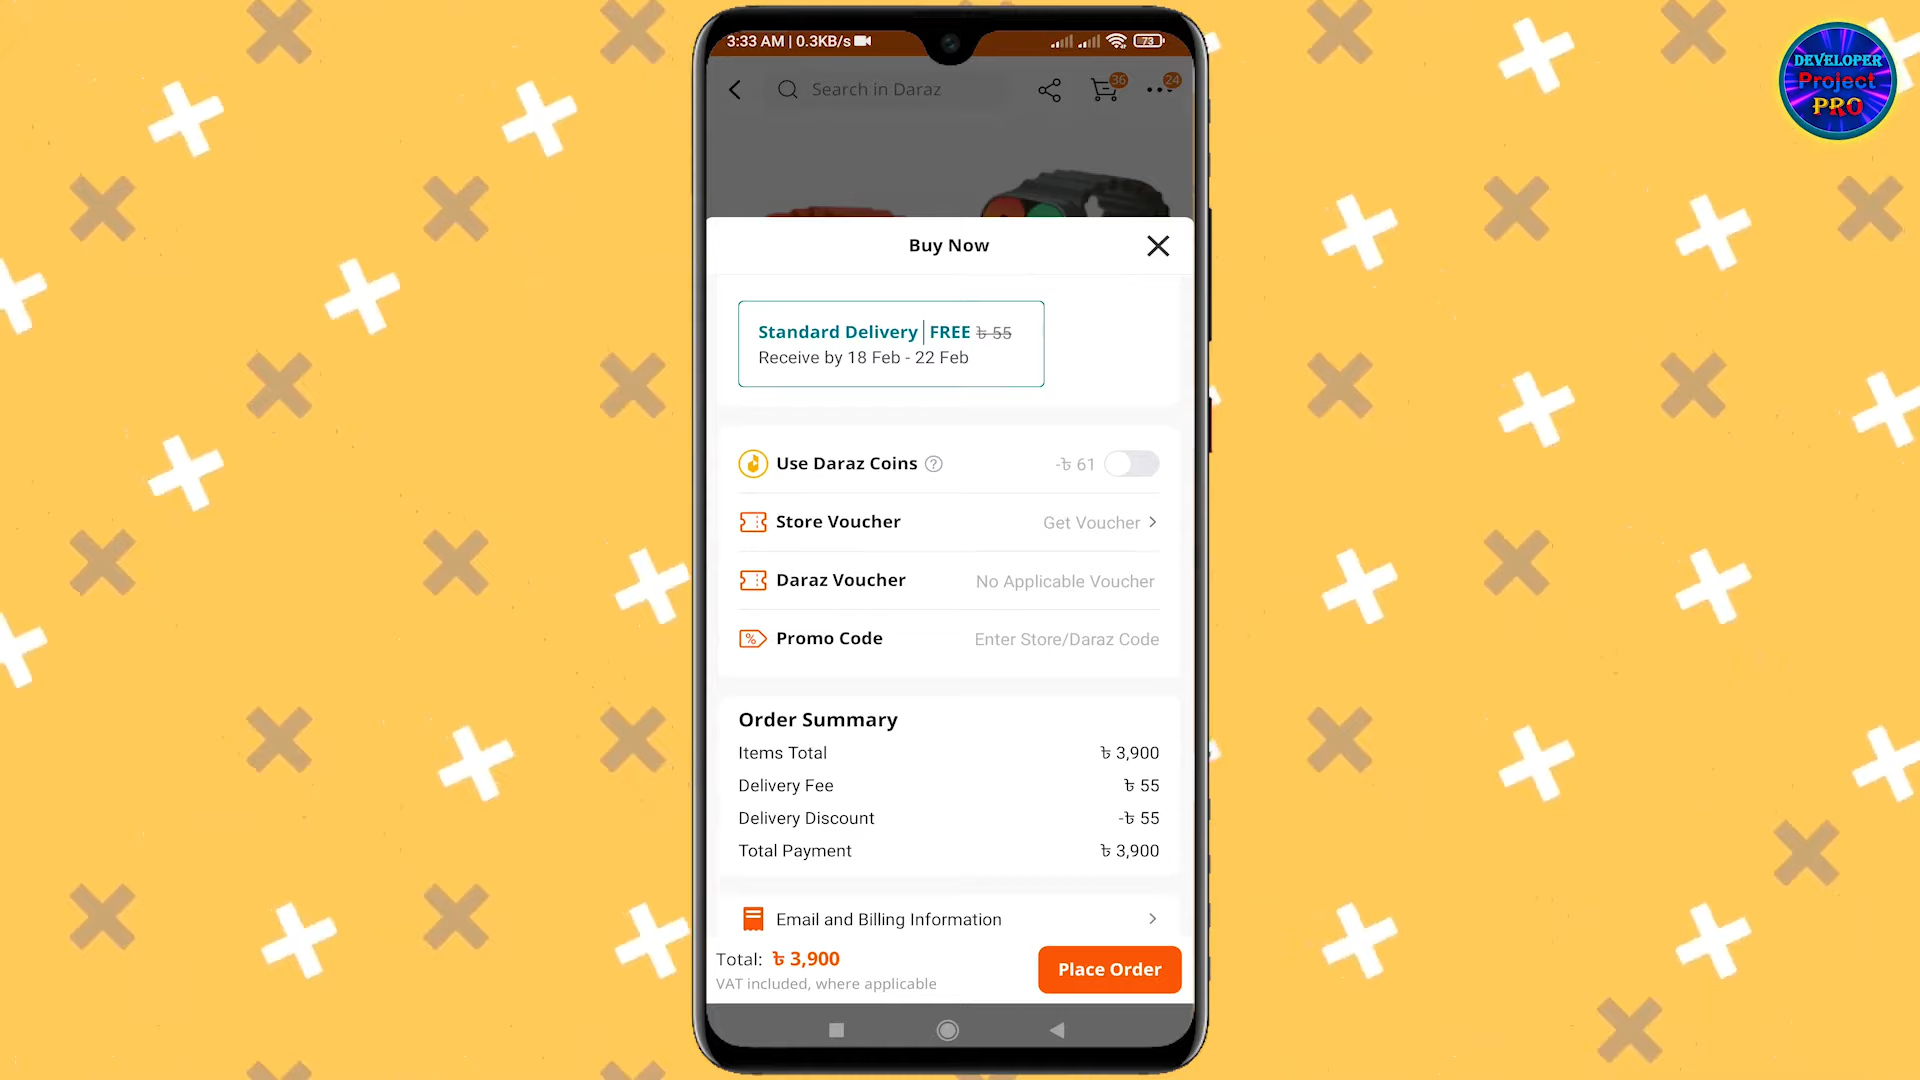 3:33 AM | 0.3KB/s
73
DEVELOPER
Project
PRO
Search in Daraz
36
24
Buy Now
Standard Delivery | FREE ৳ 55
Receive by 18 Feb - 22 Feb
Use Daraz Coins ? -৳ 61
Store Voucher Get Voucher >
Daraz Voucher No Applicable Voucher
% Promo Code Enter Store/Daraz Code
Order Summary
Items Total ৳ 3,900
Delivery Fee ৳ 55
Delivery Discount -৳ 55
Total Payment ৳ 3,900
Email and Billing Information >
Total: ৳ 3,900
VAT included, where applicable
Place Order